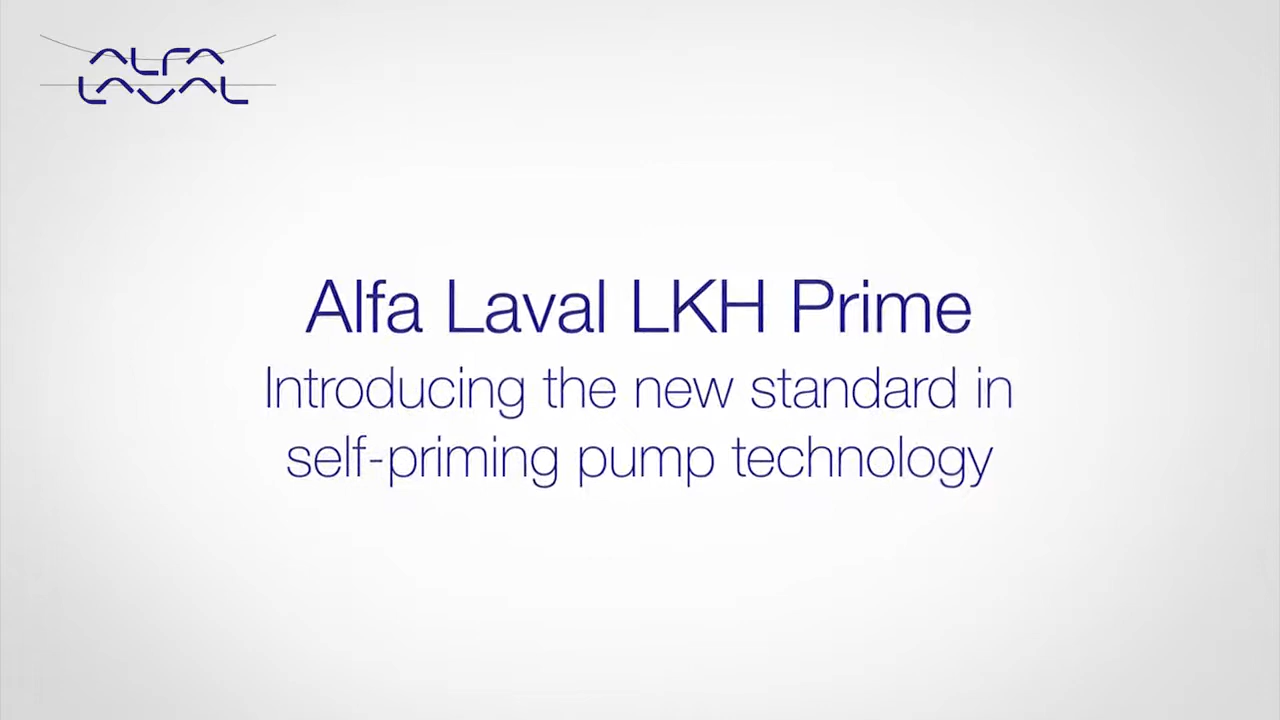 ALFA
LAVAL
Alfa Laval LKH Prime
Introducing the new standard in
self-priming pump technology